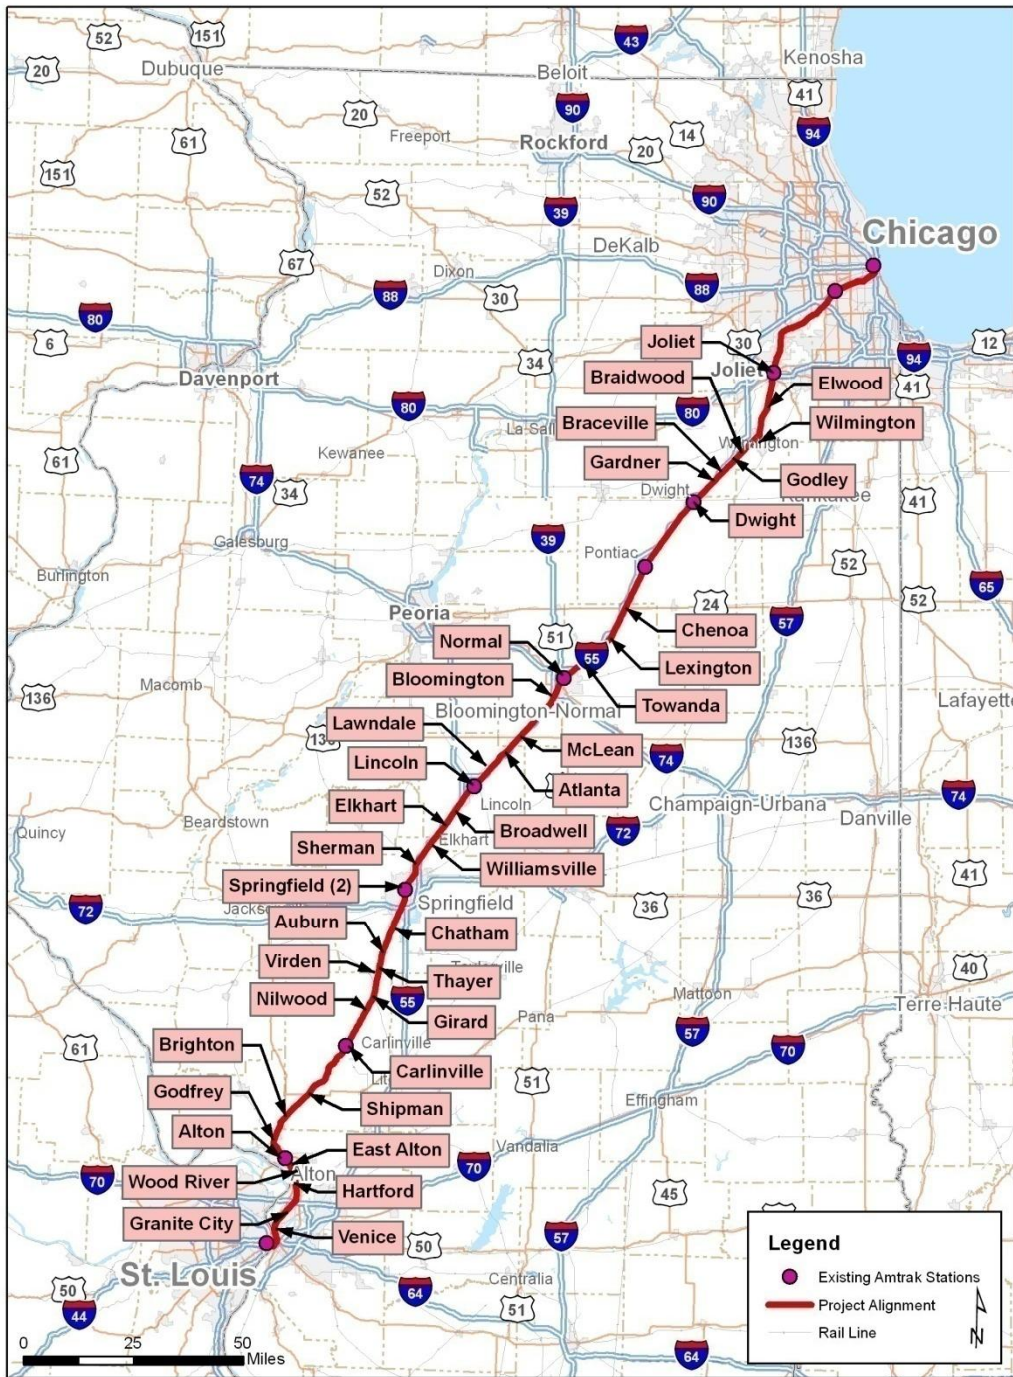 52
151
43
Kenosha
20
Dubuque
52
Beloit
41
90
20
94
Freeport
14
61
Rockford
20
151
52
90
39
Chicago
DeKalb
67
Dixon
88
88
30
80
6
Joliet
30
12
34
94
Davenport
Braidwood
Joliet
Elwood
41
80
80
Braceville
Wilmington
Kewanee
61
Gardner
Godley
74
34
Dwight
41
Dwight
39
Galesburg
Pontiac
Burlington
52
65
24
52
Peoria
57
Normal
51
Chenoa
55
Lexington
Macomb
Bloomington
136
Towanda
Lafayette
Bloomington-Normal
Lawndale
136
McLean
136
Lincoln
74
Atlanta
Lincoln
Champaign-Urbana
74
Elkhart
Danville
Beardstown
Broadwell
72
Quincy
Elkhart
Sherman
Williamsville
41
Springfield (2)
36
36
72
Springfield
Auburn
Chatham
Virden
Thayer
40
Nilwood
55
Mattoon
Terre Haute
Girard
Pana
57
Brighton
61
Carlinville
70
Carlinville
51
Godfrey
Shipman
Effingham
Alton
Vandalia
East Alton
70
Alton
70
Wood River
Hartford
45
Granite City
Venice
50
57
St. Louis
Legend
50
64
Centralia
Existing Amtrak Stations
44
51
Project Alignment
Rail Line
N
0 25 50
Miles
64